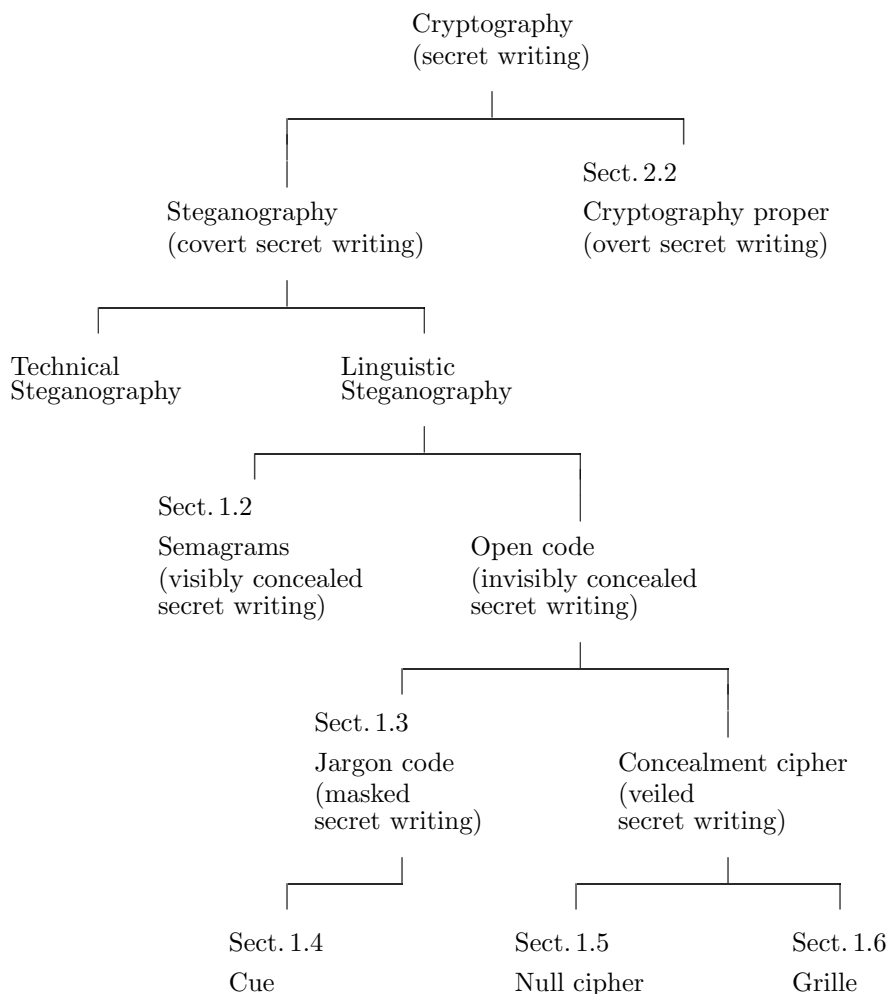 Cryptography
(secret writing)
Sect. 2.2
Steganography
(covert secret writing)
Cryptography proper
(overt secret writing)
Technical
Steganography
Linguistic
Steganography
Sect. 1.2
Semagrams
(visibly concealed
secret writing)
Open code
(invisibly concealed
secret writing)
Sect. 1.3
Jargon code
(masked
secret writing)
Concealment cipher
(veiled
secret writing)
Sect. 1.4
Cue
Sect. 1.5
Null cipher
Sect. 1.6
Grille